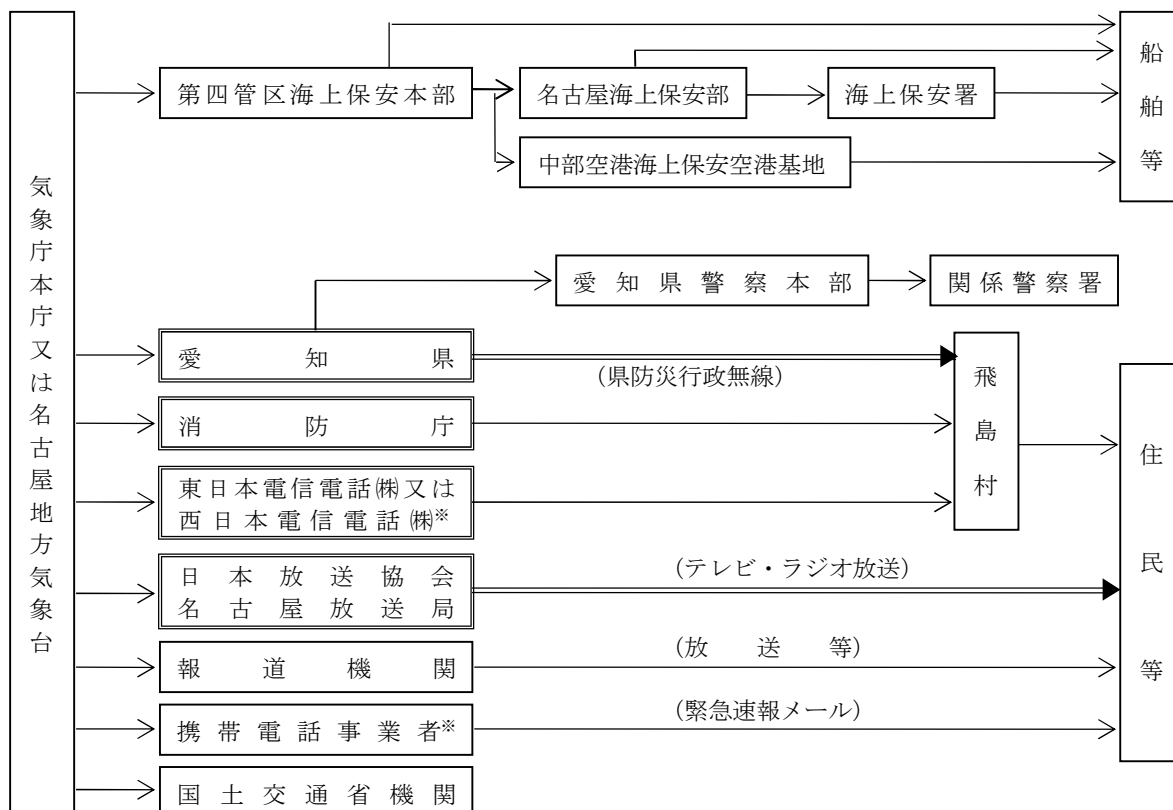 気象庁本庁又は名古屋地方気象台
第四管区海上保安本部
名古屋海上保安部
海上保安署
中部空港海上保安空港基地
船舶等
愛知県警察本部
関係警察署
愛知県
(県防災行政無線)
消防庁
東日本電信電話㈱又は
西日本電信電話㈱※
飛島村
日本放送協会
名古屋放送局
(テレビ・ラジオ放送)
報道機関
(放送等)
携帯電話事業者※
(緊急速報メール)
国土交通省機関
住民等